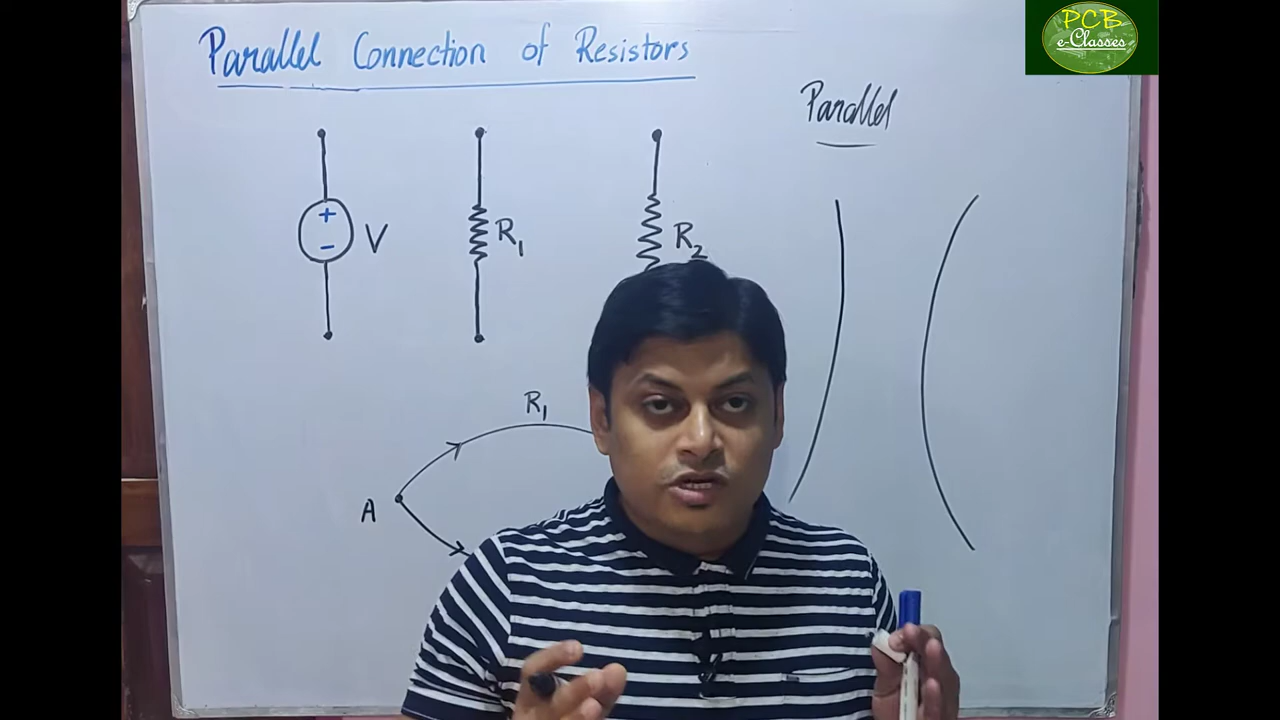 Parallel Connection of Resistors
PCB
e-Classes
Parallel
+
-
V
R1
R2
R1
A